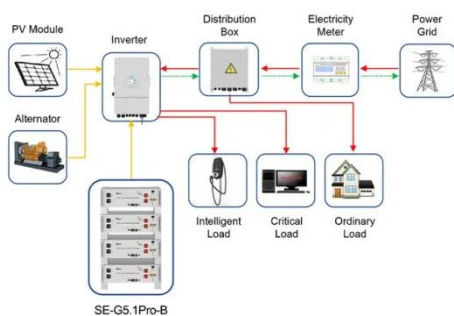 PV Module
Inverter
Distribution
Box
Electricity
Meter
Power
Grid
Alternator
Intelligent
Load
Critical
Load
Ordinary
Load
SE-G5.1Pro-B